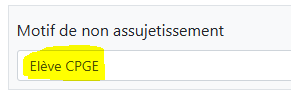 Motif de non assujetissement
Elève CPGE